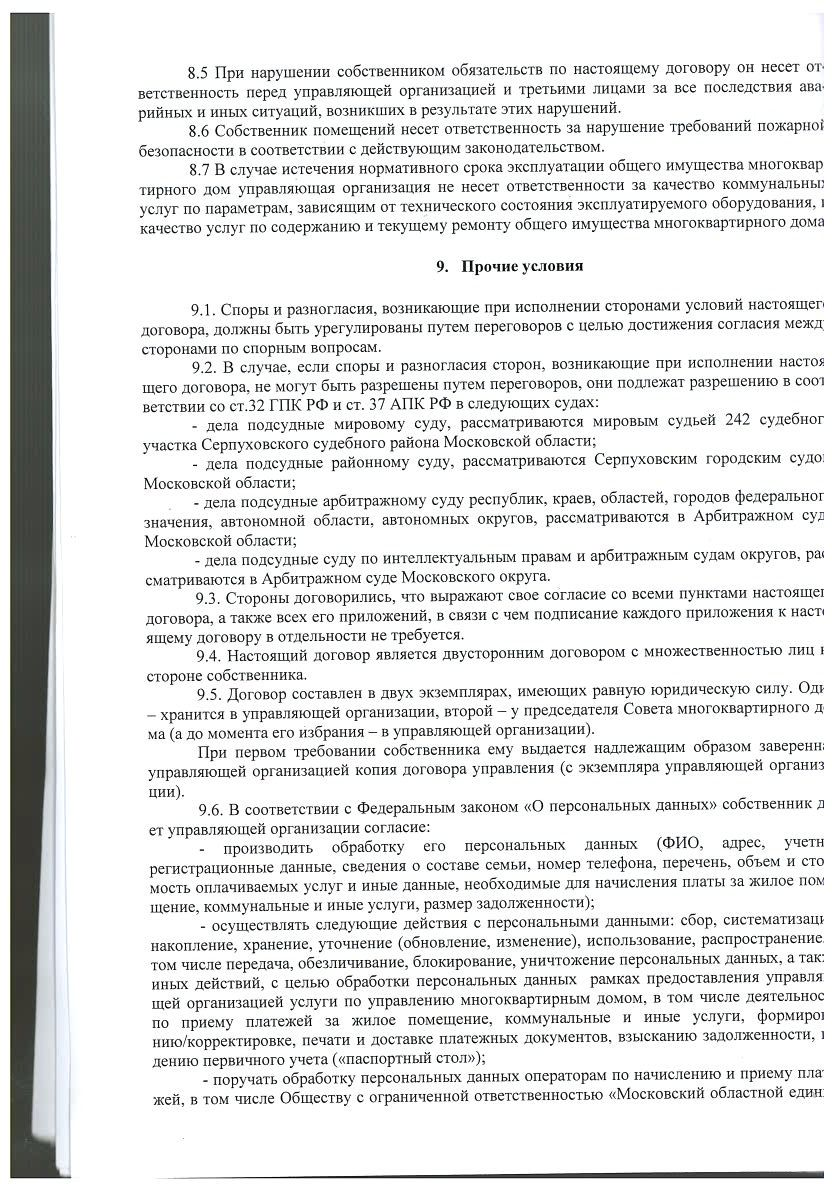 8.5 При нарушении собственником обязательств по настоящему договору он несет от-
ветственность перед управляющей организацией и третьими лицами за все последствия ава-
рийных и иных ситуаций, возникших в результате этих нарушений.
8.6 Собственник помещений несет ответственность за нарушение требований пожарной
безопасности в соответствии с действующим законодательством.
8.7 В случае истечения нормативного срока эксплуатации общего имущества многоквар-
тирного дом управляющая организация не несет ответственности за качество коммунальных
услуг по параметрам, зависящим от технического состояния эксплуатируемого оборудования,
качество услуг по содержанию и текущему ремонту общего имущества многоквартирного дома
9. Прочие условия
9.1. Споры и разногласия, возникающие при исполнении сторонами условий настоящег
договора, должны быть урегулированы путем переговоров с целью достижения согласия межд
сторонами по спорным вопросам.
9.2. В случае, если споры и разногласия сторон, возникающие при исполнении настоя
щего договора, не могут быть разрешены путем переговоров, они подлежат разрешению в соот
ветствии со ст.32 ГПК РФ и ст. 37 АПК РФ в следующих судах:
- дела подсудные мировому суду, рассматриваются мировым судьей 242 судебног
участка Серпуховского судебного района Московской области;
- дела подсудные районному суду, рассматриваются Серпуховским городским судо
Московской области;
- дела подсудные арбитражному суду республик, краев, областей, городов федерального
значения, автономной области, автономных округов, рассматриваются в Арбитражном суд
Московской области;
- дела подсудные суду по интеллектуальным правам и арбитражным судам округов, рас
сматриваются в Арбитражном суде Московского округа.
9.3. Стороны договорились, что выражают свое согласие со всеми пунктами настоящег
договора, а также всех его приложений, в связи с чем подписание каждого приложения к насто
ящему договору в отдельности не требуется.
9.4. Настоящий договор является двусторонним договором с множественностью лиц н
стороне собственника.
9.5. Договор составлен в двух экземплярах, имеющих равную юридическую силу. Оди
– хранится в управляющей организации, второй – у председателя Совета многоквартирного до
ма (а до момента его избрания – в управляющей организации).
При первом требовании собственника ему выдается надлежащим образом заверенна
управляющей организацией копия договора управления (с экземпляра управляющей организ
ции).
9.6. В соответствии с Федеральным законом «О персональных данных» собственник д
ет управляющей организации согласие:
- производить обработку его персональных данных (ФИО, адрес, учетн
регистрационные данные, сведения о составе семьи, номер телефона, перечень, объем и сто
мость оплачиваемых услуг и иные данные, необходимые для начисления платы за жилое пом
щение, коммунальные и иные услуги, размер задолженности);
- осуществлять следующие действия с персональными данными: сбор, систематизаци
накопление, хранение, уточнение (обновление, изменение), использование, распространение
том числе передача, обезличивание, блокирование, уничтожение персональных данных, а так
иных действий, с целью обработки персональных данных рамках предоставления управля
щей организацией услуги по управлению многоквартирным домом, в том числе деятельнос
по приему платежей за жилое помещение, коммунальные и иные услуги, формиро
нию/корректировке, печати и доставке платежных документов, взысканию задолженности,
дению первичного учета («паспортный стол»);
- поручать обработку персональных данных операторам по начислению и приему плат
жей, в том числе Обществу с ограниченной ответственностью «Московский областной един